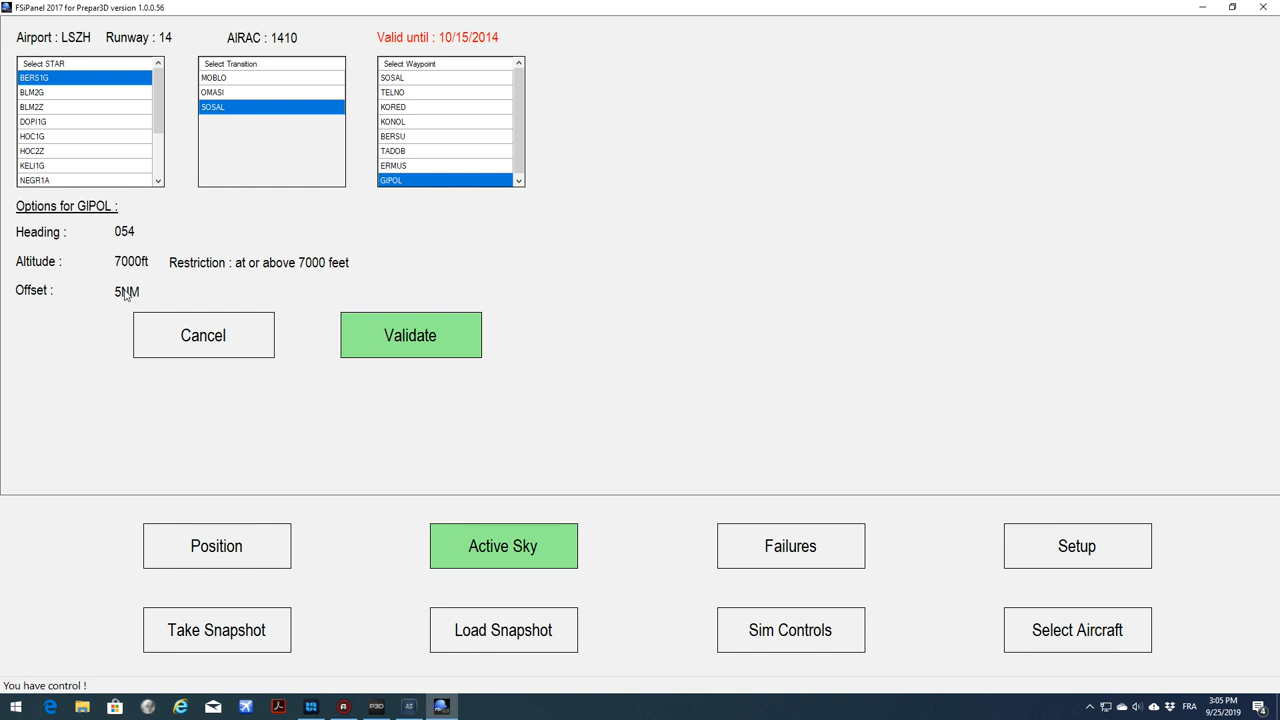 FSiPanel 2017 for Prepar3D version 1.0.0.56
Airport : LSZH Runway : 14 AIRAC : 1410 Valid until : 10/15/2014
Select STAR
BERS1G
BLM2G
BLM2Z
DOPI1G
HOC1G
HOC2Z
KELI1G
NEGR1A
Select Transition
MOBLO
OMASI
SOSAL
Select Waypoint
SOSAL
TELNO
KORED
KONOL
BERSU
TADOB
ERMUS
GIPOL
Options for GIPOL :
Heading : 054
Altitude : 7000ft Restriction : at or above 7000 feet
Offset : 5NM
Cancel Validate
Position Active Sky Failures Setup
Take Snapshot Load Snapshot Sim Controls Select Aircraft
You have control !
P3D AS FRA 3:05 PM
9/25/2019 4